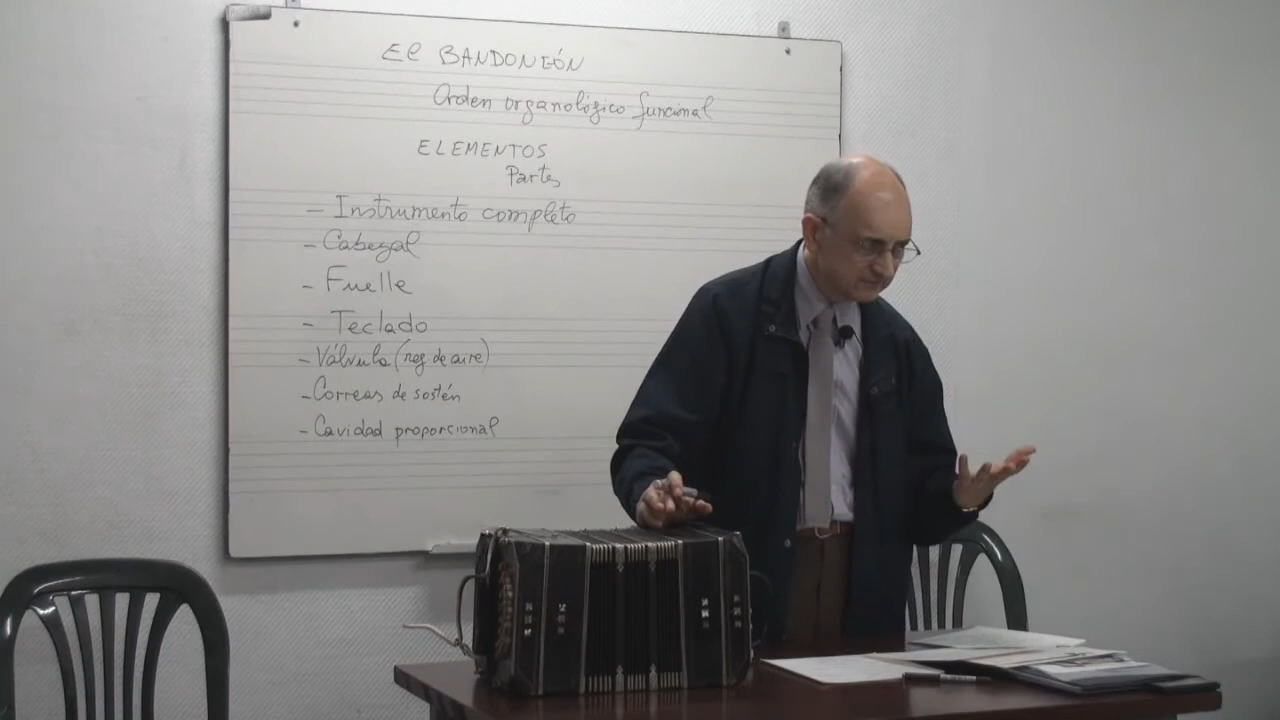 El BANDONEÓN
Orden organológico funcional
ELEMENTOS
Partes
- Instrumento completo
- Cabezal
- Fuelle
- Teclado
- Válvula (reg de aire)
- Correas de sostén
- Cavidad proporcional